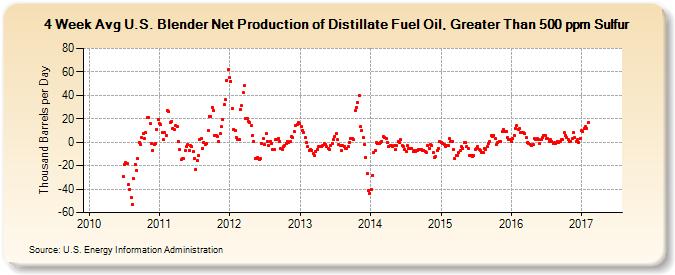 4 Week Avg U.S. Blender Net Production of Distillate Fuel Oil, Greater Than 500 ppm Sulfur
Thousand Barrels per Day
80
60
40
20
0
-20
-40
-60
2010 2011 2012 2013 2014 2015 2016 2017
Source: U.S. Energy Information Administration